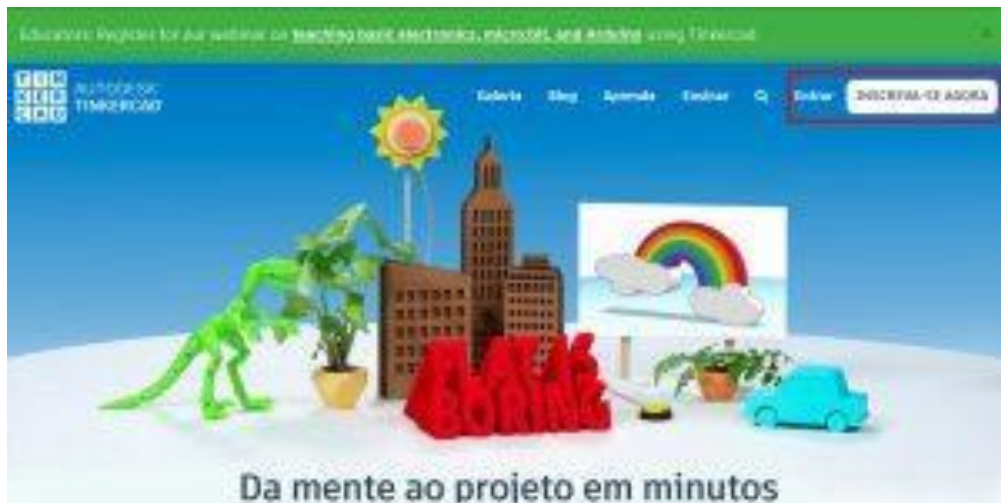 Educators: Register for our webinar on teaching basic electronics, micro:bit, and Arduino using Tinkercad.
TIN
KER
CAD
AUTODESK
TINKERCAD
Galeria Blog Aprenda Ensinar Entrar INSCREVA-SE AGORA
Da mente ao projeto em minutos